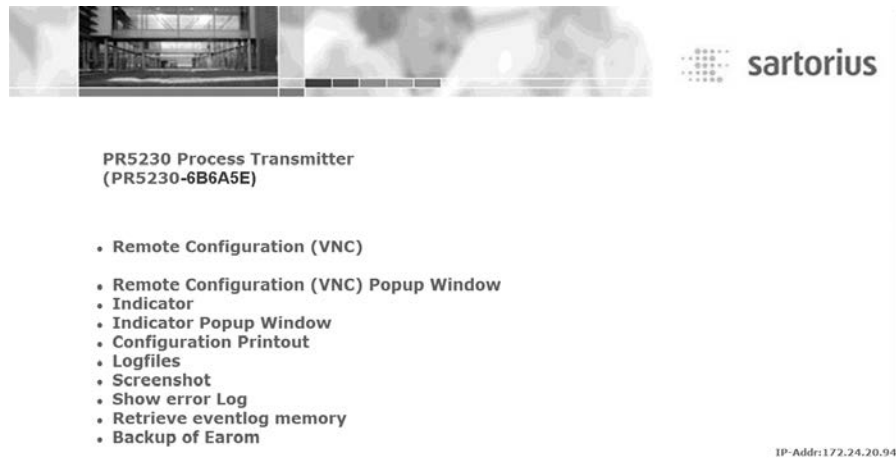 sartorius
PR5230 Process Transmitter
(PR5230-6B6A5E)
• Remote Configuration (VNC)
• Remote Configuration (VNC) Popup Window
• Indicator
• Indicator Popup Window
• Configuration Printout
• Logfiles
• Screenshot
• Show error Log
• Retrieve eventlog memory
• Backup of Earom
IP-Addr:172.24.20.94